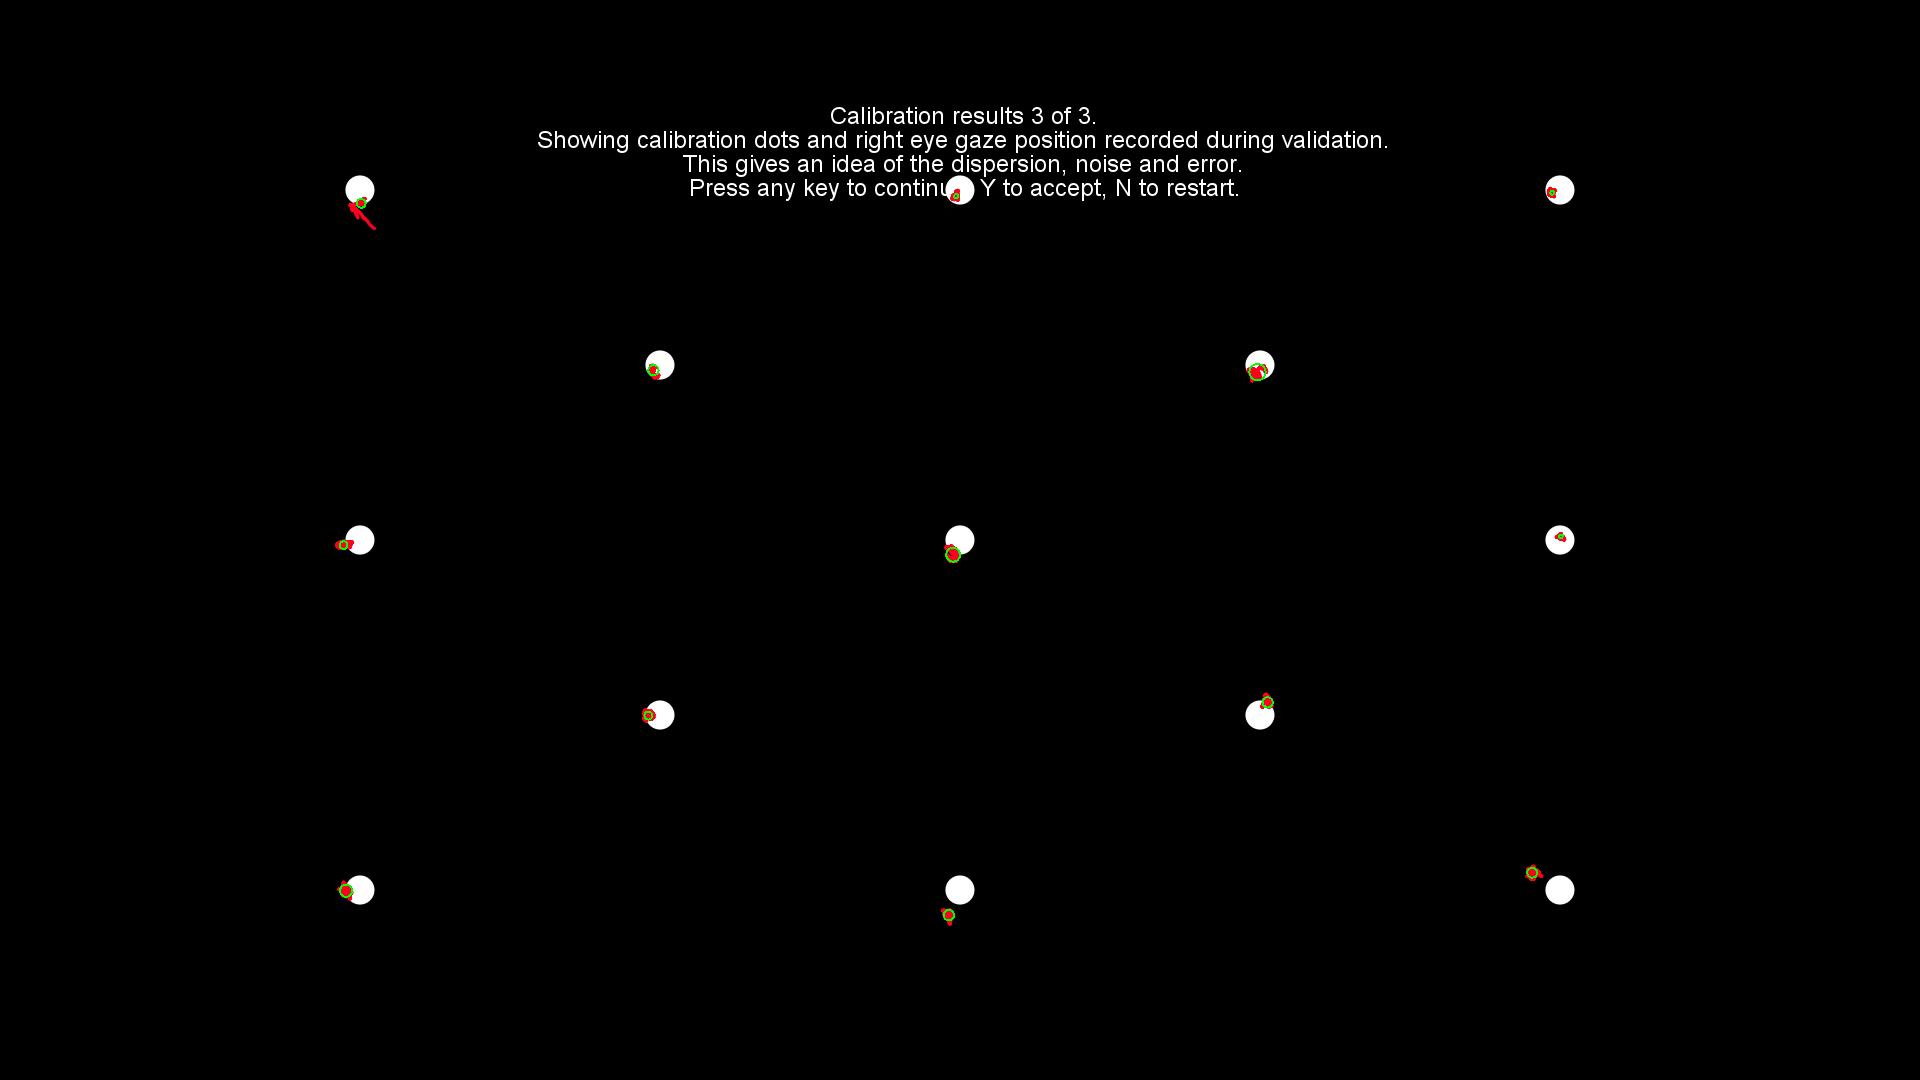 Calibration results 3 of 3.
Showing calibration dots and right eye gaze position recorded during validation.
This gives an idea of the dispersion, noise and error.
Press any key to continu Y to accept, N to restart.